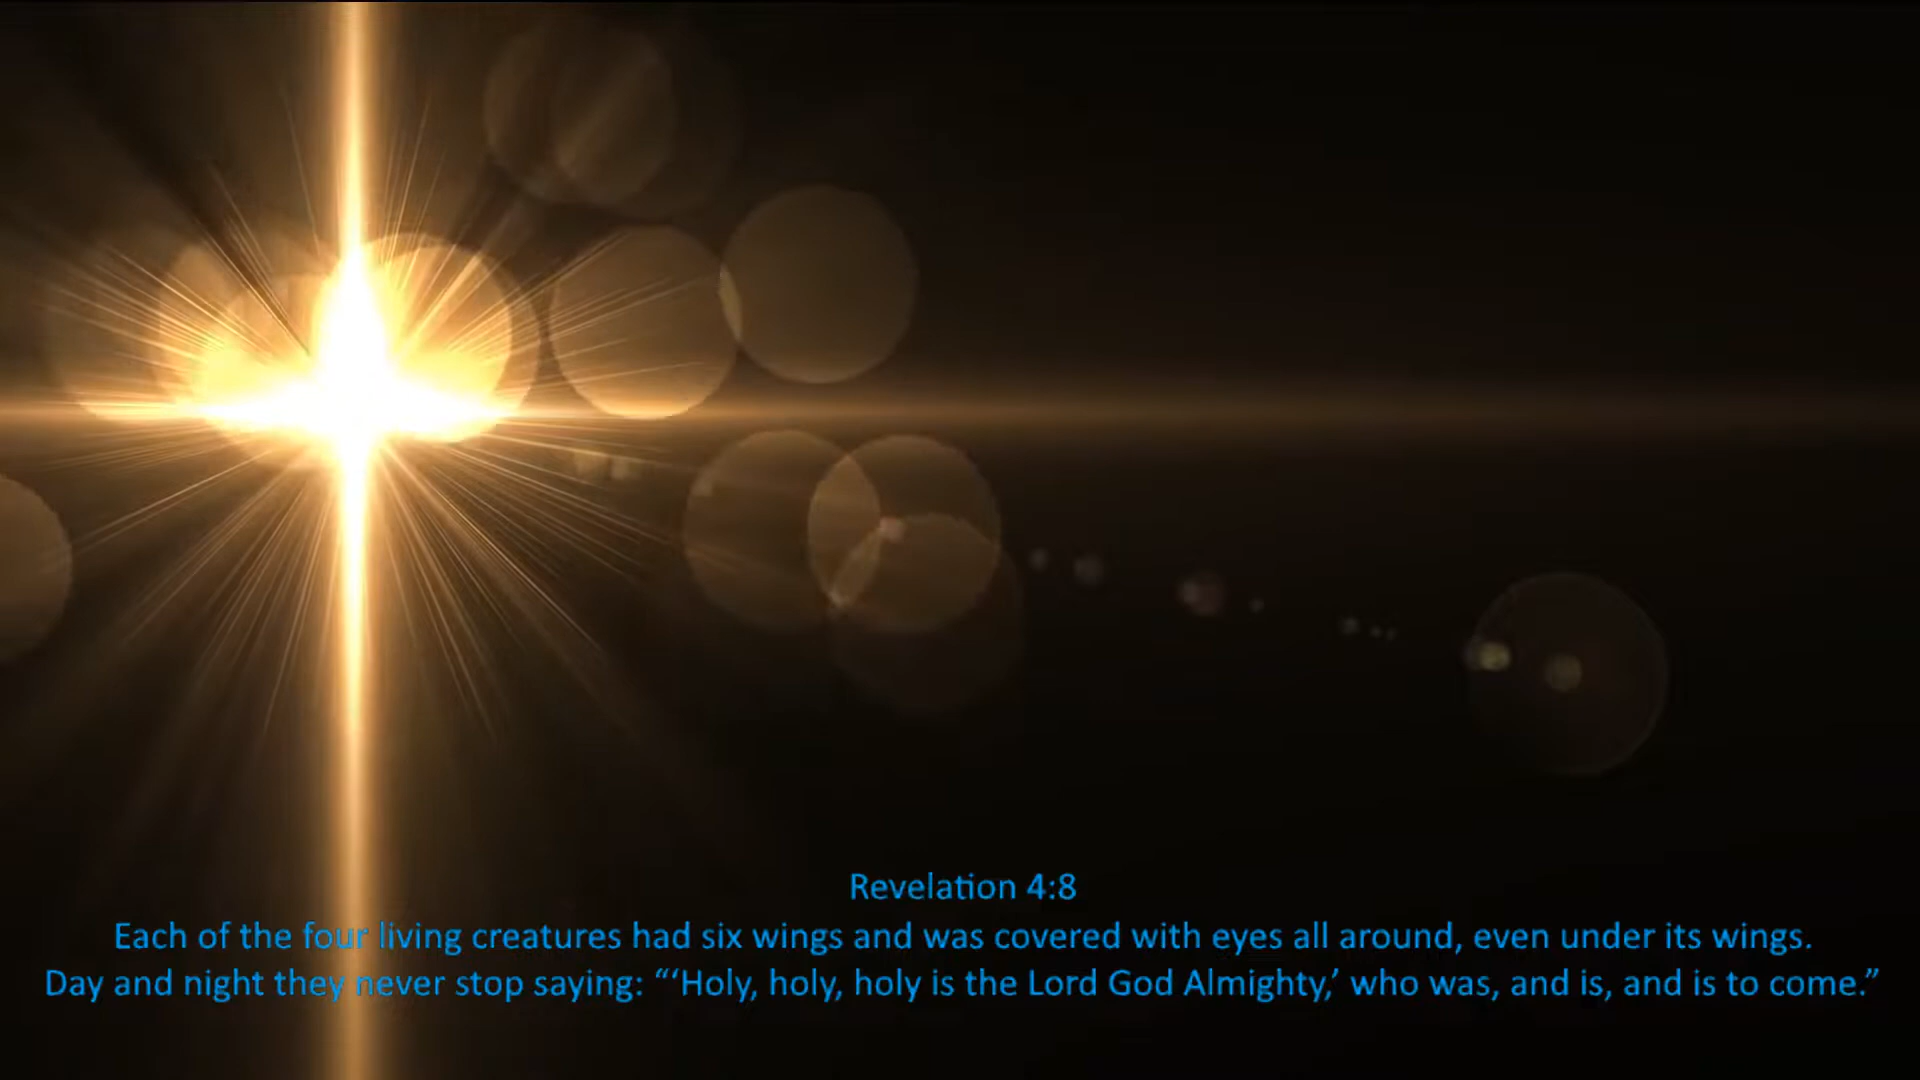 Revelation 4:8
Each of the four living creatures had six wings and was covered with eyes all around, even under its wings.
Day and night they never stop saying: “‘Holy, holy, holy is the Lord God Almighty,’ who was, and is, and is to come.”